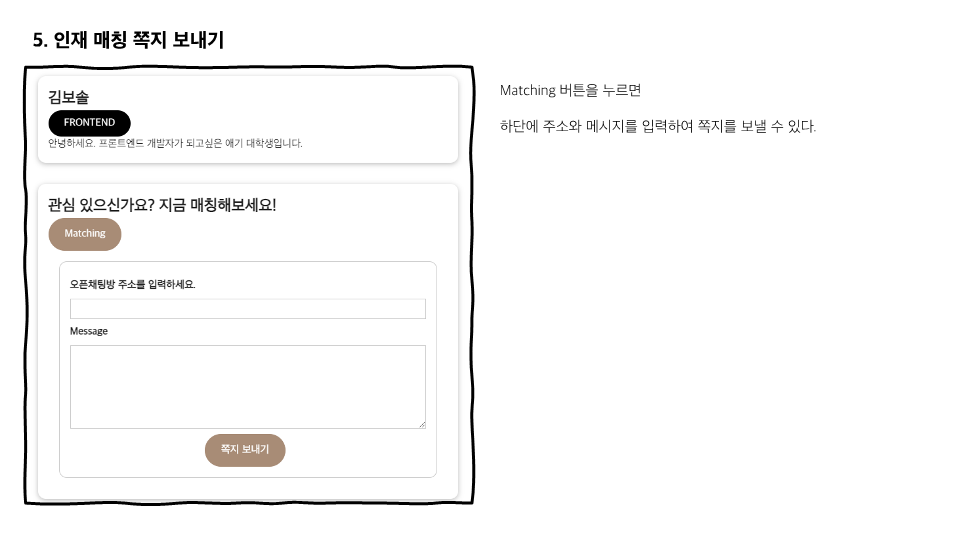 5. 인재 매칭 쪽지 보내기
김보솔
FRONTEND
안녕하세요. 프론트엔드 개발자가 되고싶은 애기 대학생입니다.
관심 있으신가요? 지금 매칭해보세요!
Matching
오픈채팅방 주소를 입력하세요.
Message
쪽지 보내기
Matching 버튼을 누르면
하단에 주소와 메시지를 입력하여 쪽지를 보낼 수 있다.